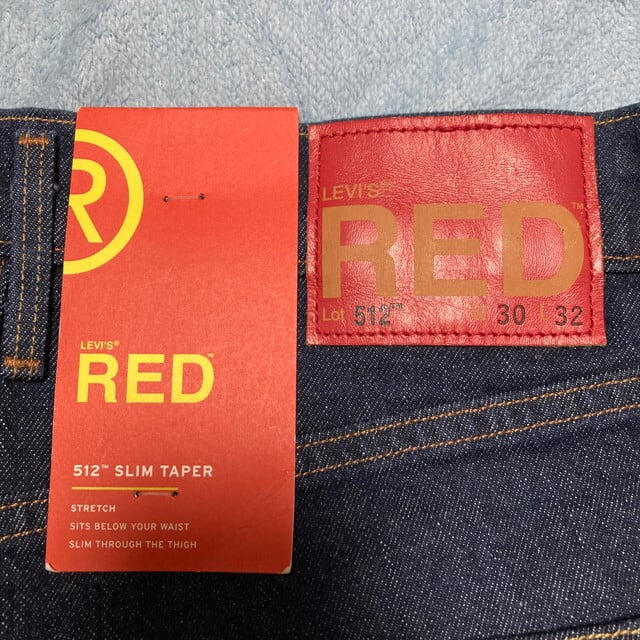 R
LEVI'S®
RED™
512™ SLIM TAPER
STRETCH
SITS BELOW YOUR WAIST
SLIM THROUGH THE THIGH
LEVI'S®
RED™
Lot 512™ W 30 L 32